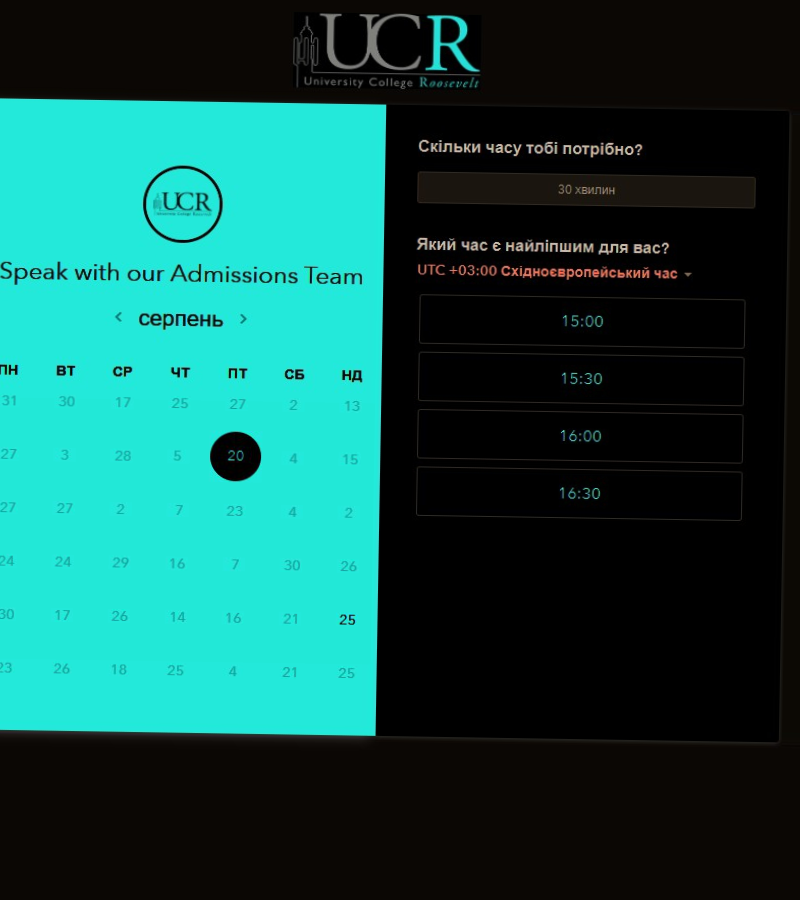 UCR
University College Roosevelt
UCR
Speak with our Admissions Team
серпень
ПН ВТ СР ЧТ ПТ СБ НД
31 30 17 25 27 2 13
27 3 28 5 20 4 15
27 27 2 7 23 4 2
24 24 29 16 7 30 26
30 17 26 14 16 21 25
23 26 18 25 4 21 25
Скільки часу тобі потрібно?
30 хвилин
Який час є найліпшим для вас?
UTC +03:00 Східноєвропейський час
15:00
15:30
16:00
16:30